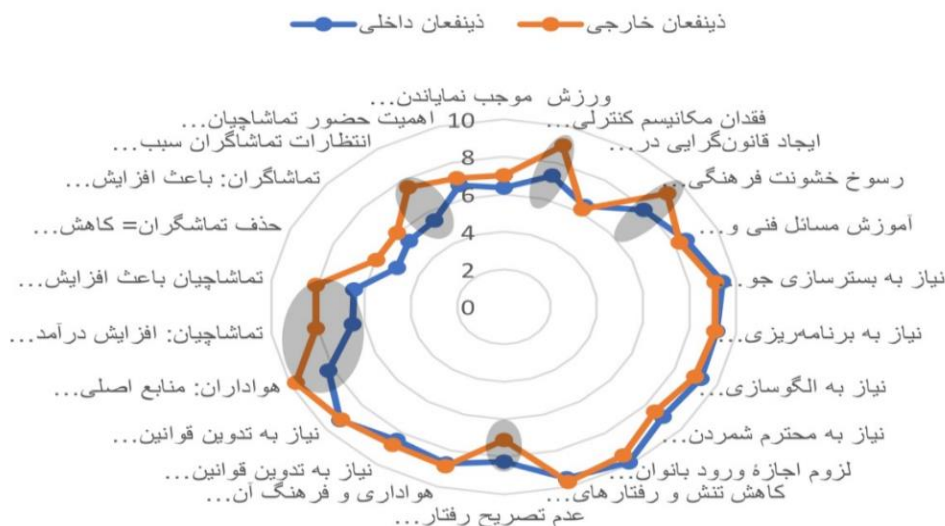 ذینفعان داخلی
ذینفعان خارجی
ورزش موجب نمایاندن...
فقدان مکانیسم کنترلی...
ایجاد قانون‌گرایی در...
رسوخ خشونت فرهنگی...
آموزش مسائل فنی و...
نیاز به بسترسازی جو...
نیاز به برنامه‌ریزی...
نیاز به الگوسازی...
نیاز به محترم شمردن...
لزوم اجازهٔ ورود بانوان...
کاهش تنش و رفتارهای...
عدم تصریح رفتار...
هواداری و فرهنگ آن...
نیاز به تدوین قوانین...
نیاز به تدوین قوانین...
هواداران: منابع اصلی...
تماشاچیان: افزایش درآمد...
تماشاچیان باعث افزایش...
حذف تماشگران= کاهش...
تماشاگران: باعث افزایش...
انتظارات تماشاگران سبب...
اهمیت حضور تماشاچیان...
10
8
6
4
2
0